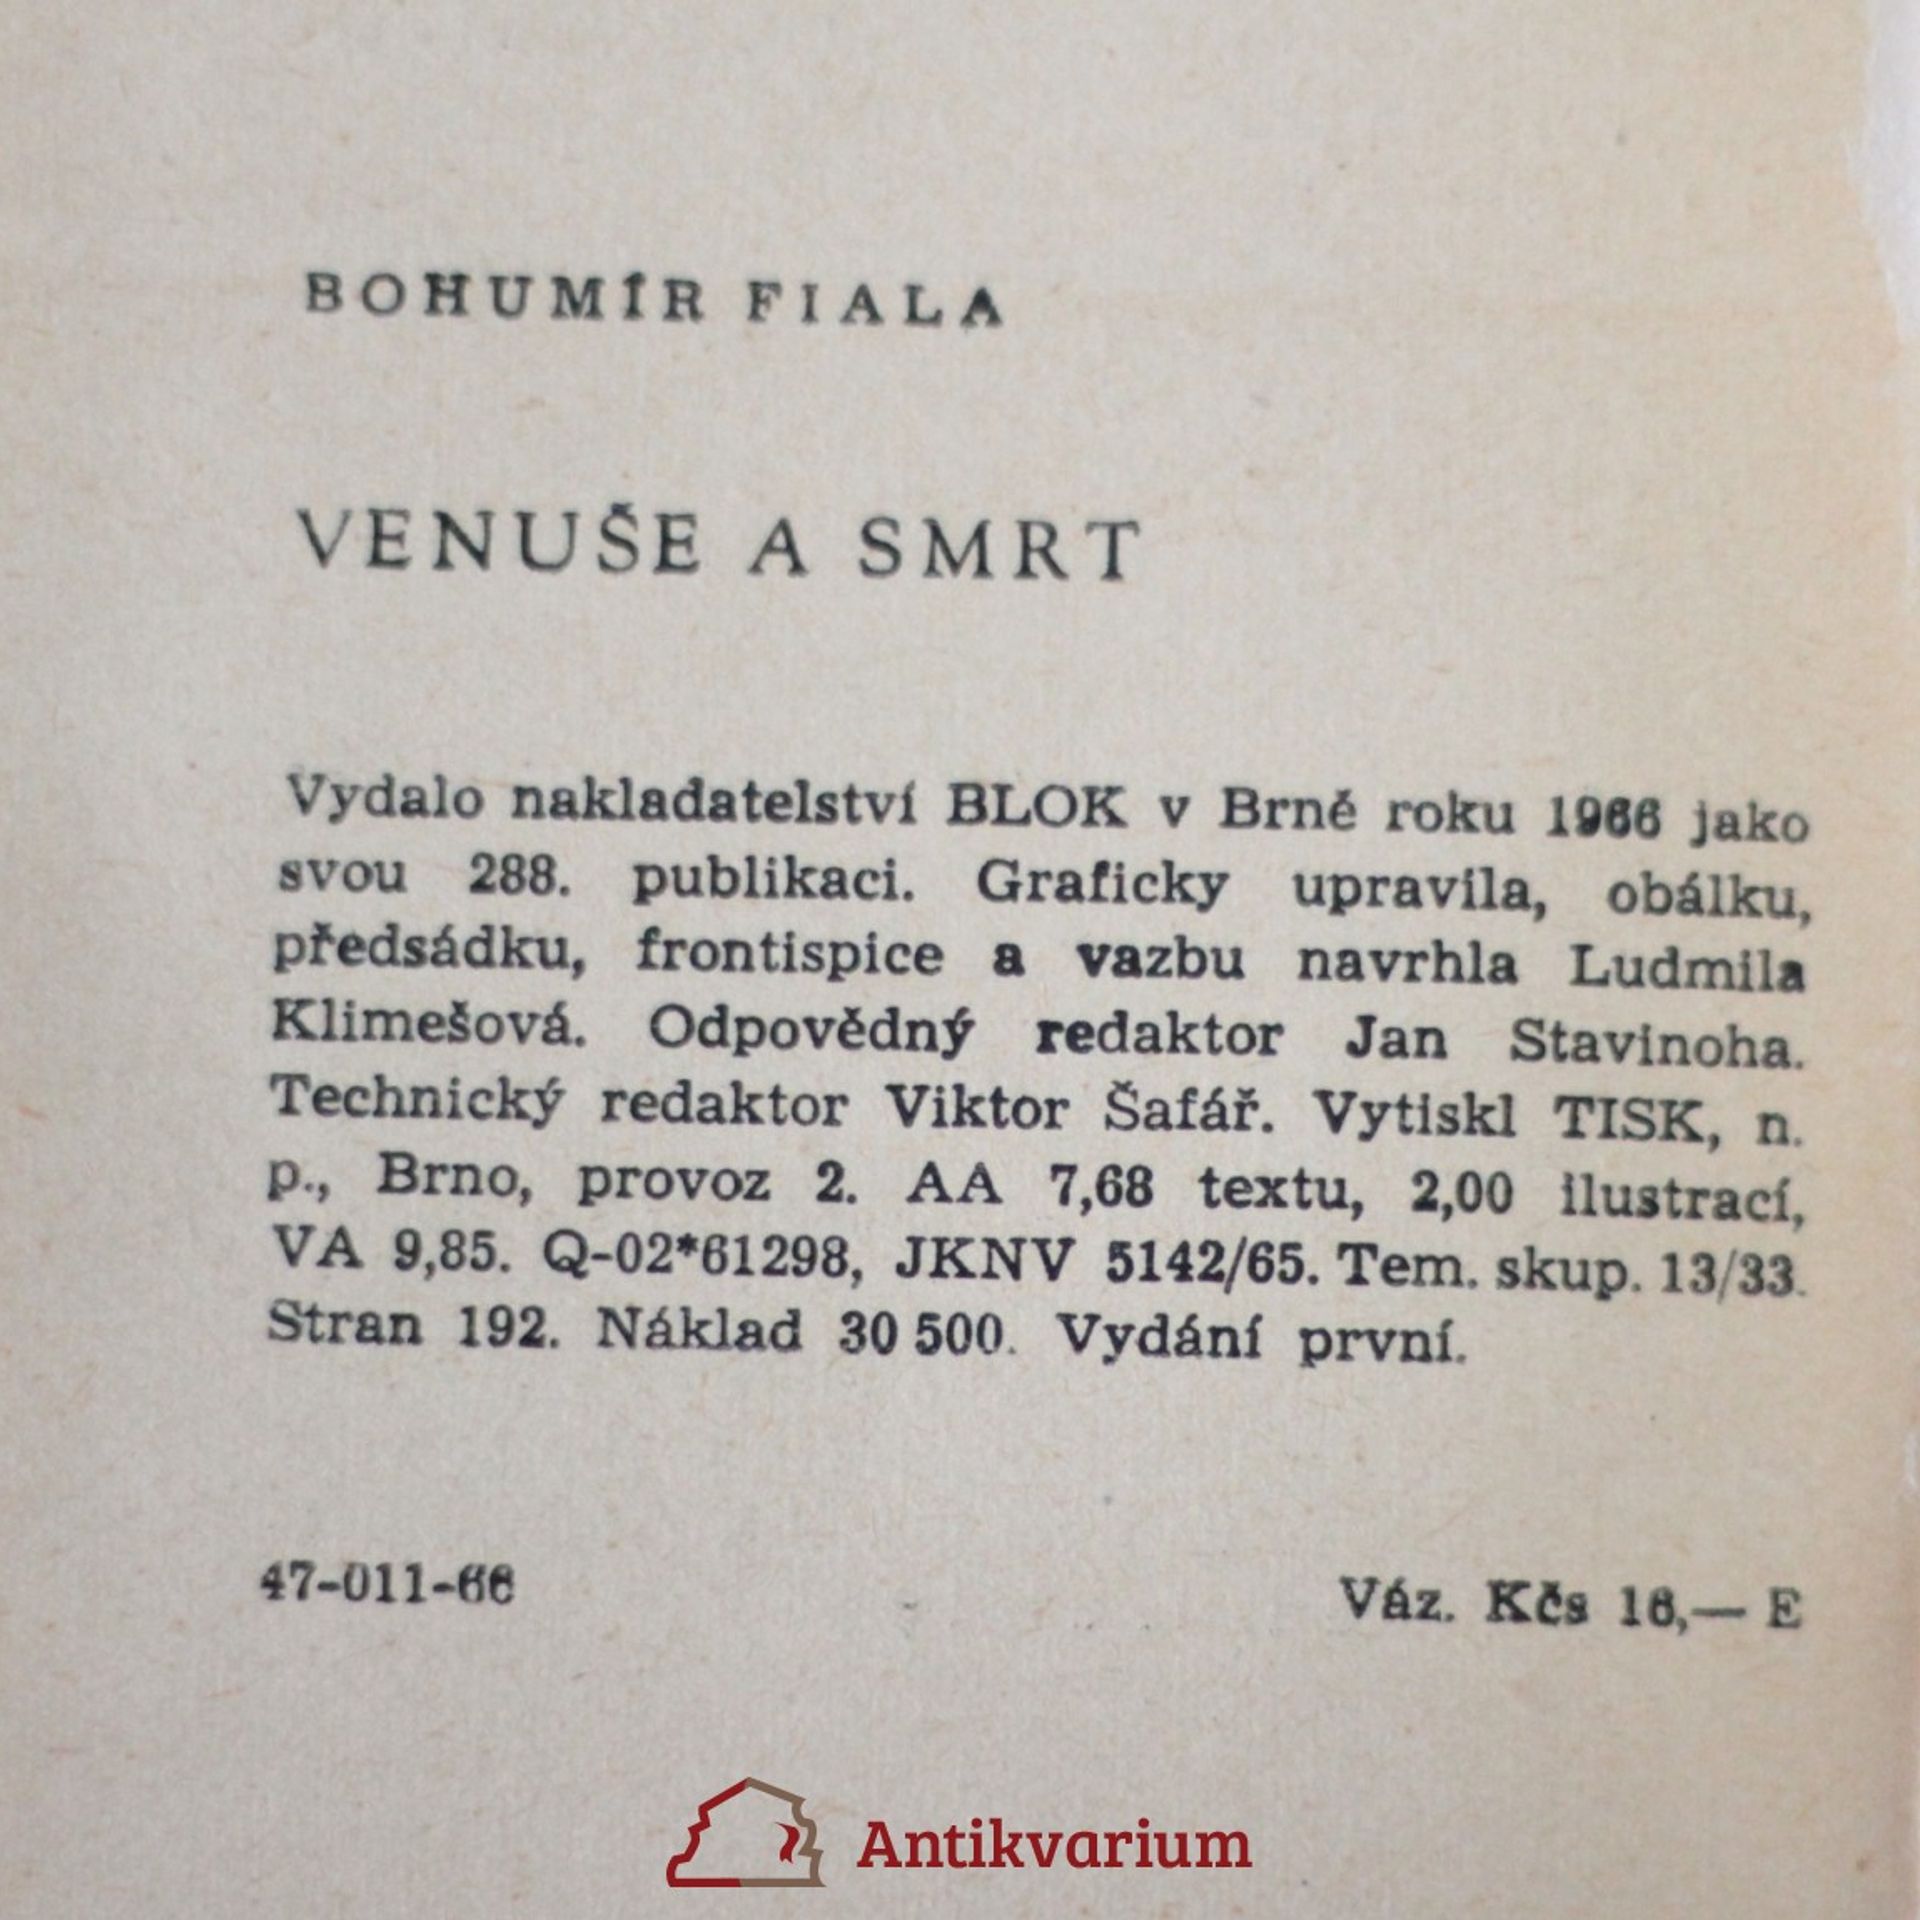 BOHUMÍR FIALA
VENUŠE A SMRT
Vydalo nakladatelství BLOK v Brně roku 1966 jako
svou 288. publikaci. Graficky upravila, obálku,
předsádku, frontispice a vazbu navrhla Ludmila
Klimešová. Odpovědný redaktor Jan Stavinoha.
Technický redaktor Viktor Šafář. Vytiskl TISK, n.
p., Brno, provoz 2. AA 7,68 textu, 2,00 ilustrací,
VA 9,85. Q-02*61298, JKNV 5142/65. Tem. skup. 13/33.
Stran 192. Náklad 30 500. Vydání první.
47-011-66
Váz. Kčs 16,— E
Antikvarium